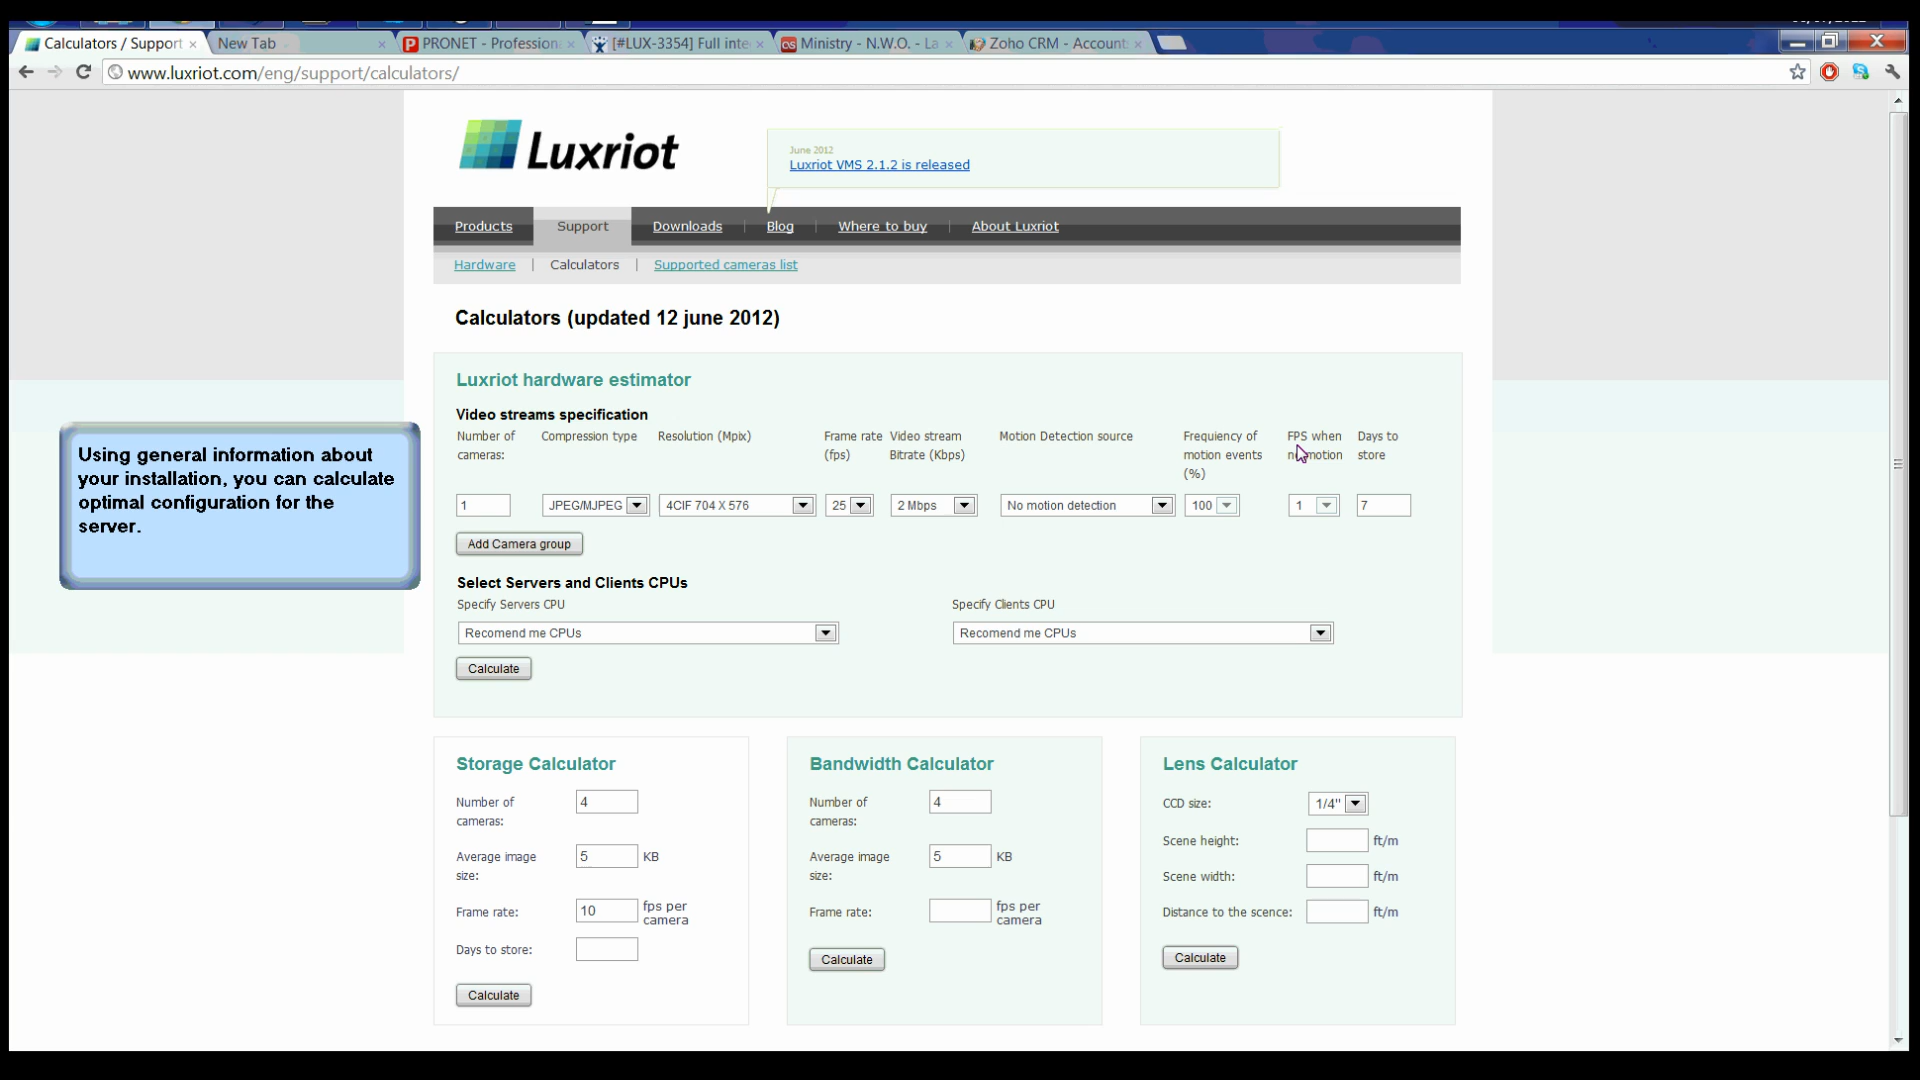 Calculators / Support
New Tab
PRONET - Profession
[#LUX-3354] Full inte
Ministry - N.W.O. - La
Zoho CRM - Account
www.luxriot.com/eng/support/calculators/
Luxriot
June 2012
Luxriot VMS 2.1.2 is released
Products
Support
Downloads
Blog
Where to buy
About Luxriot
Hardware
Calculators
Supported cameras list
Calculators (updated 12 june 2012)
Luxriot hardware estimator
Video streams specification
Number of
cameras:
Compression type
Resolution (Mpix)
Frame rate
(fps)
Video stream
Bitrate (Kbps)
Motion Detection source
Frequiency of
motion events
(%)
FPS when
no motion
Days to
store
1
JPEG/MJPEG
4CIF 704 X 576
25
2 Mbps
No motion detection
100
1
7
Add Camera group
Using general information about
your installation, you can calculate
optimal configuration for the
server.
Select Servers and Clients CPUs
Specify Servers CPU
Specify Clients CPU
Recomend me CPUs
Recomend me CPUs
Calculate
Storage Calculator
Number of
cameras:
4
Average image
size:
5
KB
Frame rate:
10
fps per
camera
Days to store:
Calculate
Bandwidth Calculator
Number of
cameras:
4
Average image
size:
5
KB
Frame rate:
fps per
camera
Calculate
Lens Calculator
CCD size:
1/4"
Scene height:
ft/m
Scene width:
ft/m
Distance to the scence:
ft/m
Calculate